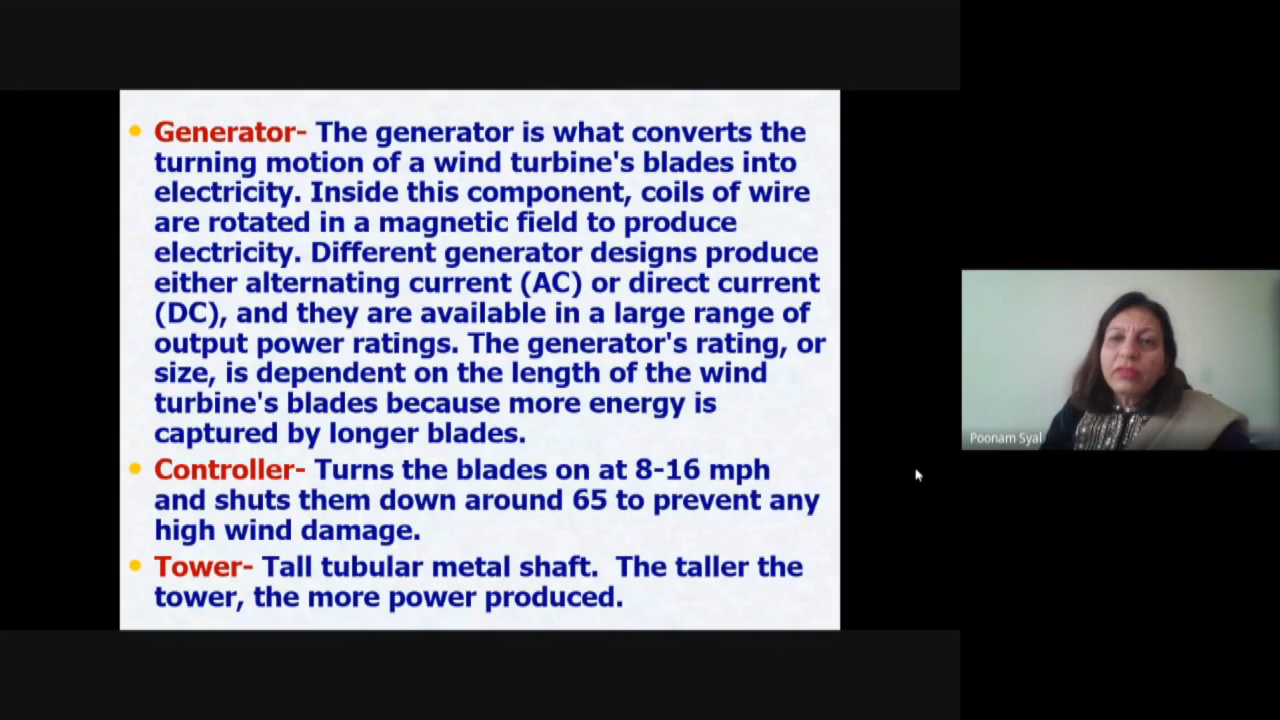 Generator- The generator is what converts the
turning motion of a wind turbine's blades into
electricity. Inside this component, coils of wire
are rotated in a magnetic field to produce
electricity. Different generator designs produce
either alternating current (AC) or direct current
(DC), and they are available in a large range of
output power ratings. The generator's rating, or
size, is dependent on the length of the wind
turbine's blades because more energy is
captured by longer blades.
Controller- Turns the blades on at 8-16 mph
and shuts them down around 65 to prevent any
high wind damage.
Tower- Tall tubular metal shaft.  The taller the
tower, the more power produced.
Poonam Syal